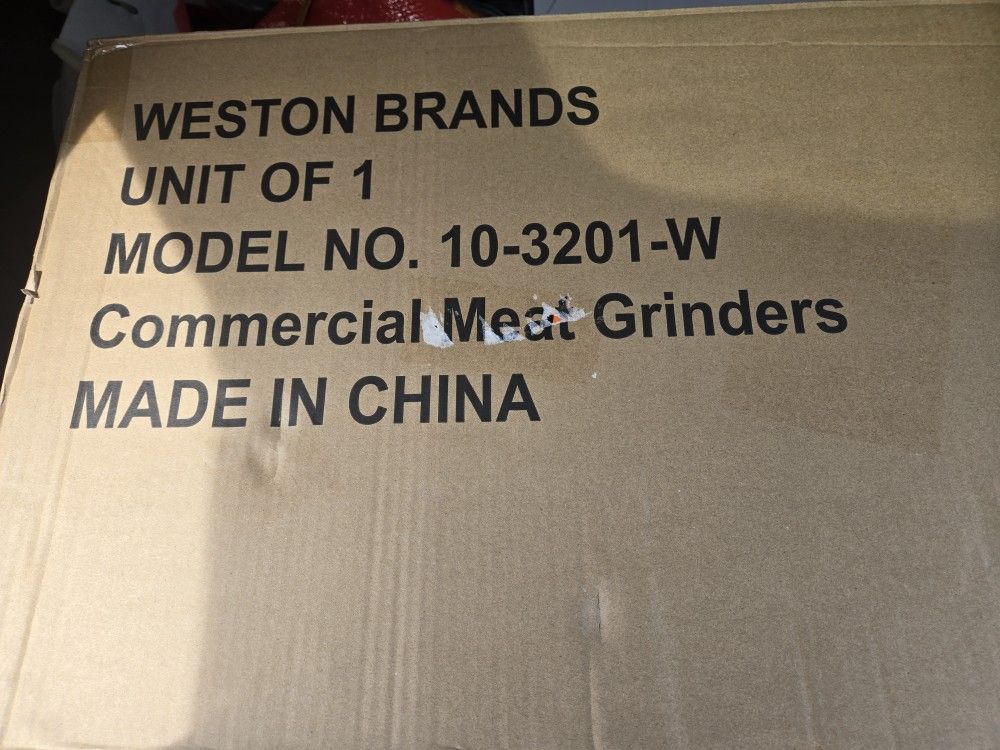 WESTON BRANDS
UNIT OF 1
MODEL NO. 10-3201-W
Commercial Meat Grinders
MADE IN CHINA